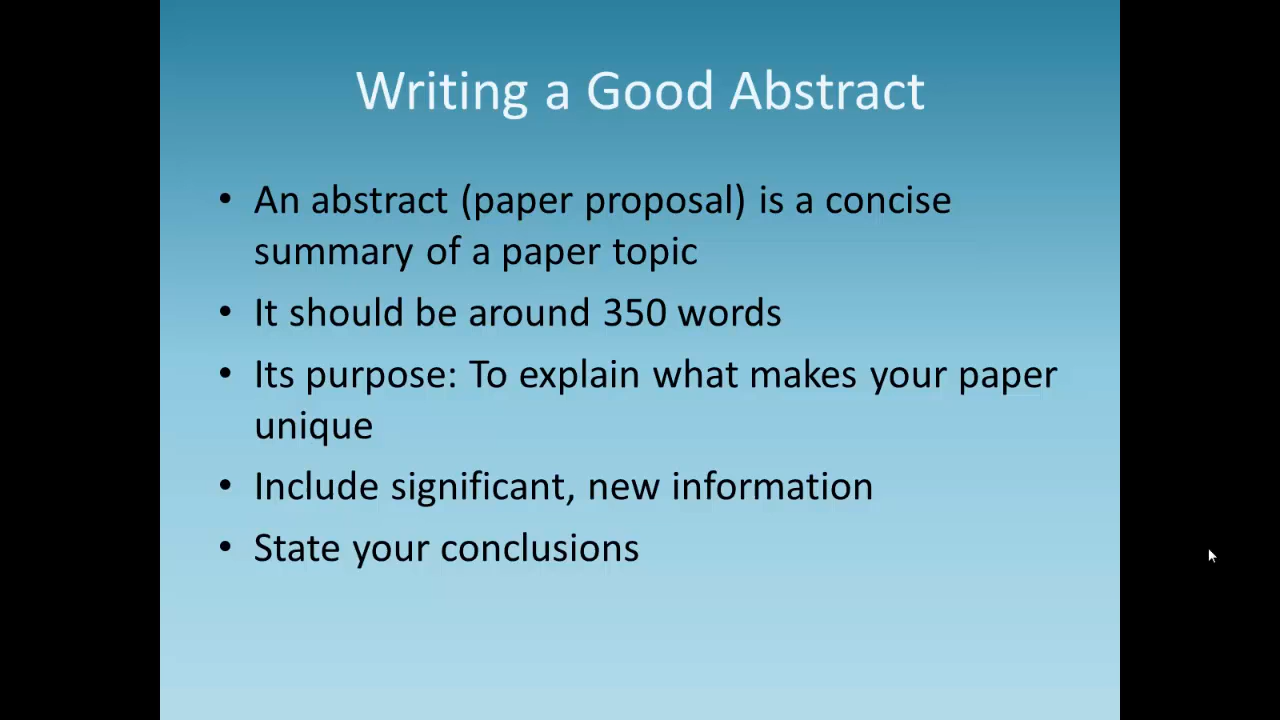 Writing a Good Abstract
• An abstract (paper proposal) is a concise
summary of a paper topic
• It should be around 350 words
• Its purpose: To explain what makes your paper
unique
• Include significant, new information
• State your conclusions